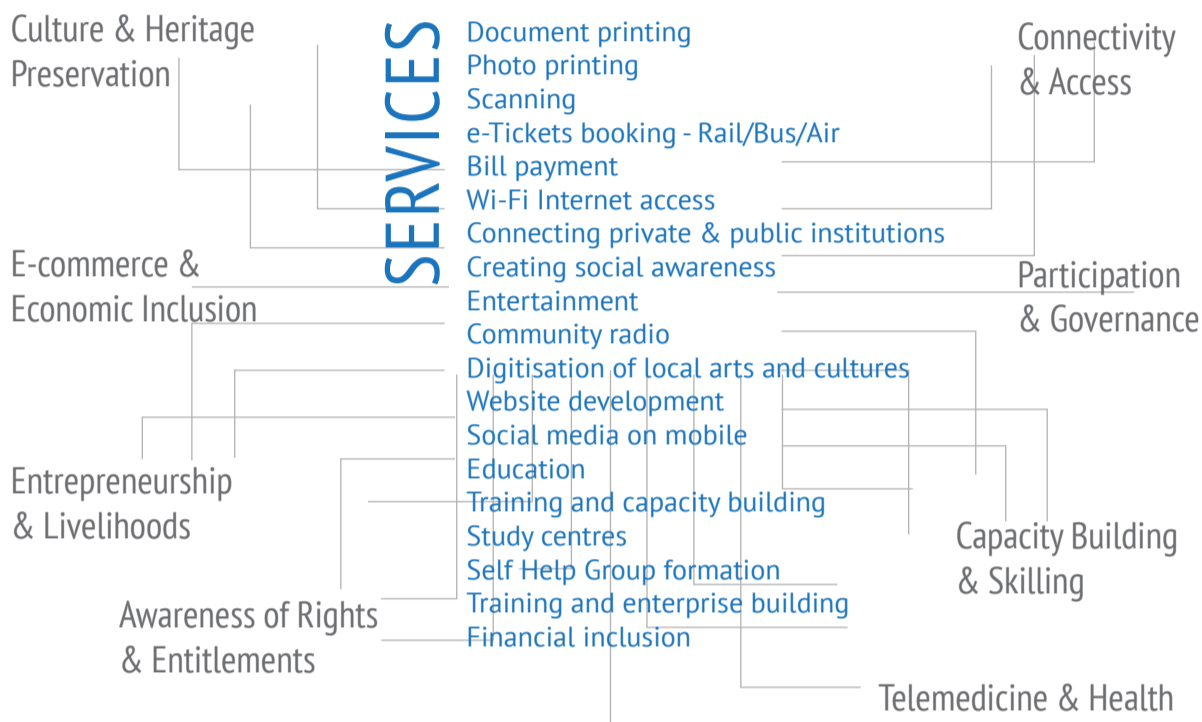 Culture & Heritage
Preservation
E-commerce &
Economic Inclusion
Entrepreneurship
& Livelihoods
Awareness of Rights
& Entitlements
SERVICES
Document printing
Photo printing
Scanning
e-Tickets booking - Rail/Bus/Air
Bill payment
Wi-Fi Internet access
Connecting private & public institutions
Creating social awareness
Entertainment
Community radio
Digitisation of local arts and cultures
Website development
Social media on mobile
Education
Training and capacity building
Study centres
Self Help Group formation
Training and enterprise building
Financial inclusion
Connectivity
& Access
Participation
& Governance
Capacity Building
& Skilling
Telemedicine & Health